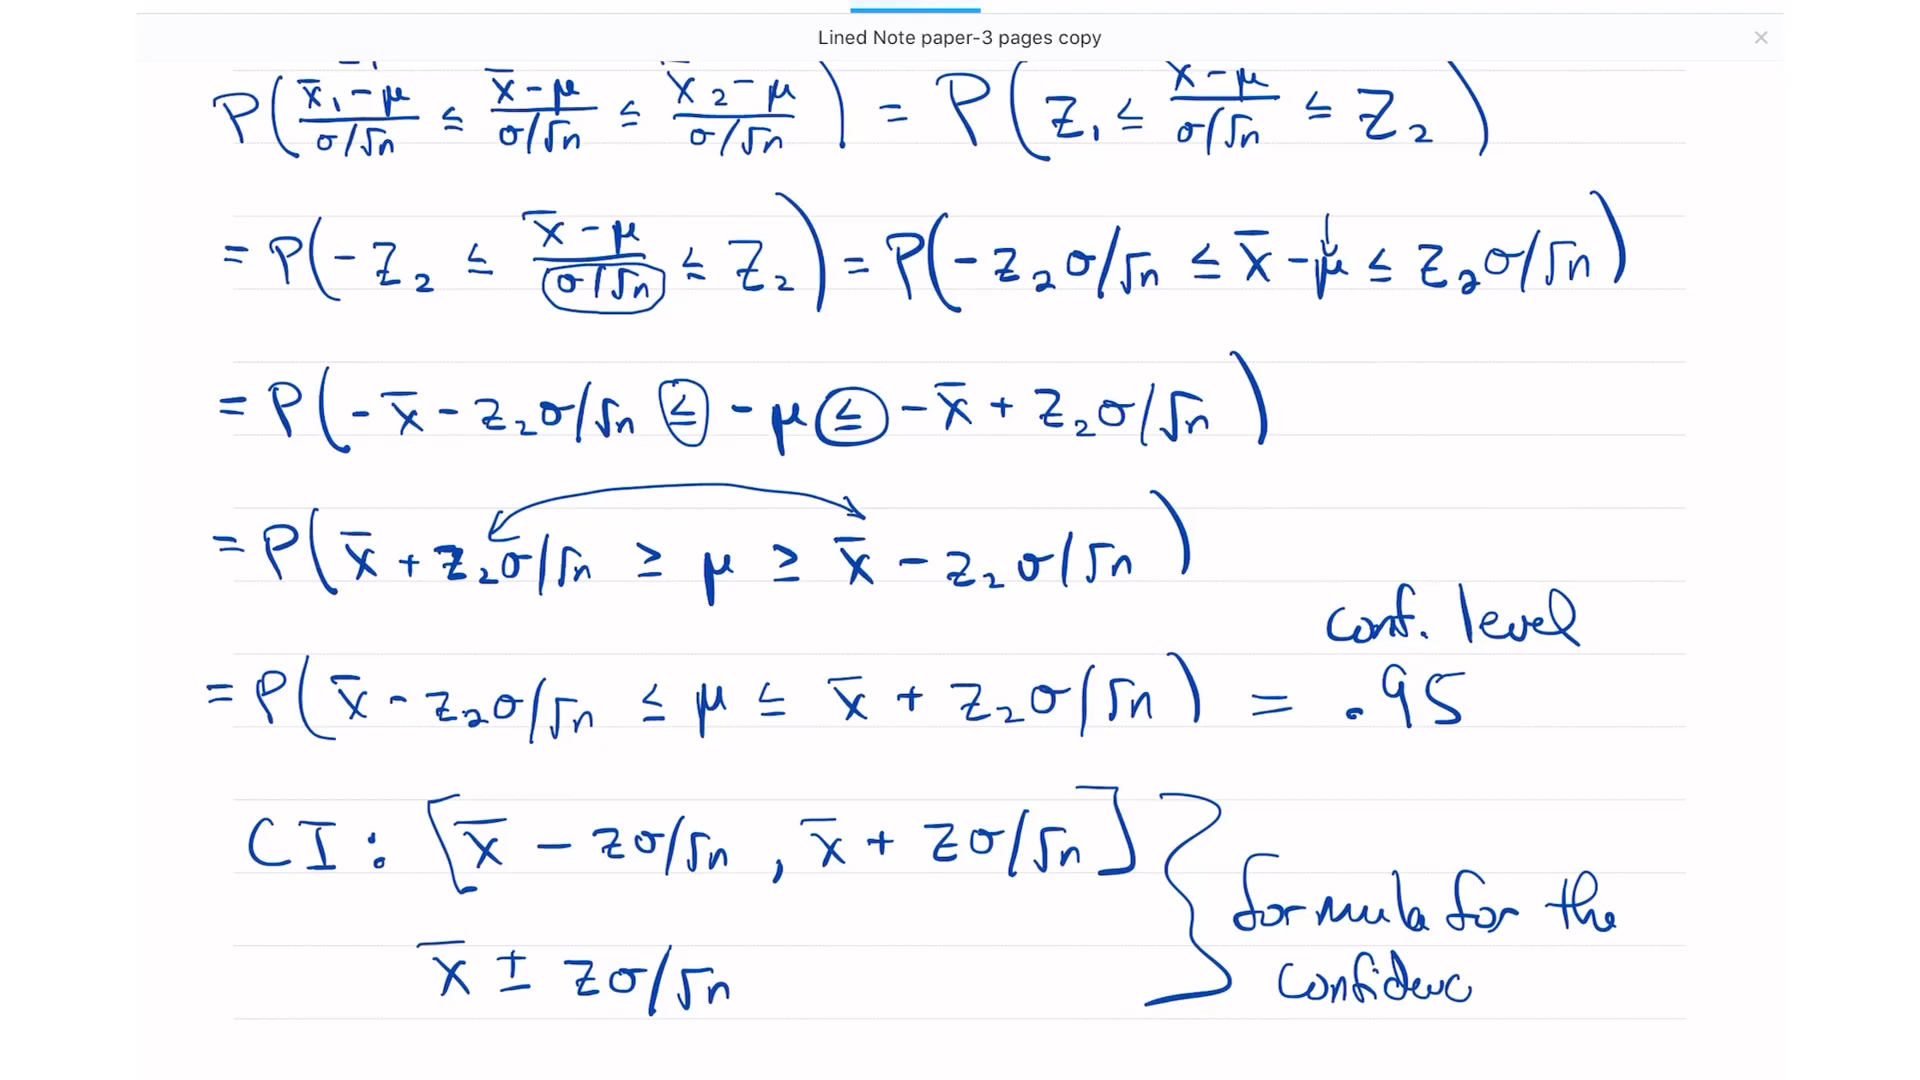 Lined Note paper-3 pages copy
P( (x̄₁ - μ)/(σ/√n) ≤ (x̄ - μ)/(σ/√n) ≤ (x̄₂ - μ)/(σ/√n) ) = P( Z₁ ≤ (x̄ - μ)/(σ/√n) ≤ Z₂ )
= P( -Z₂ ≤ (x̄ - μ)/(σ/√n) ≤ Z₂ ) = P( -Z₂σ/√n ≤ x̄ - μ ≤ Z₂σ/√n )
= P( -x̄ - Z₂σ/√n ≤ -μ ≤ -x̄ + Z₂σ/√n )
= P( x̄ + Z₂σ/√n ≥ μ ≥ x̄ - Z₂σ/√n )
conf. level
= P( x̄ - Z₂σ/√n ≤ μ ≤ x̄ + Z₂σ/√n ) = .95
CI : [ x̄ - Zσ/√n , x̄ + Zσ/√n ]
x̄ ± Zσ/√n
formula for the
confidenc